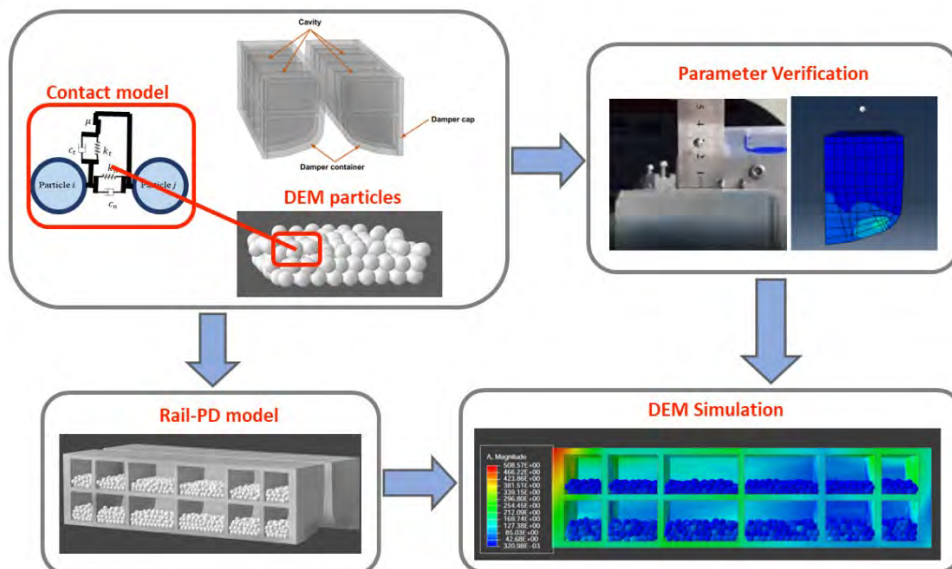 Contact model
μ
c_t
k_t
Particle i
Particle j
c_n
Cavity
Damper cap
Damper container
DEM particles
Parameter Verification
Rail-PD model
DEM Simulation
A, Magnitude
508.57E+00
466.22E+00
423.86E+00
381.51E+00
339.15E+00
296.80E+00
254.45E+00
212.09E+00
169.74E+00
127.38E+00
85.03E+00
42.68E+00
320.98E-03